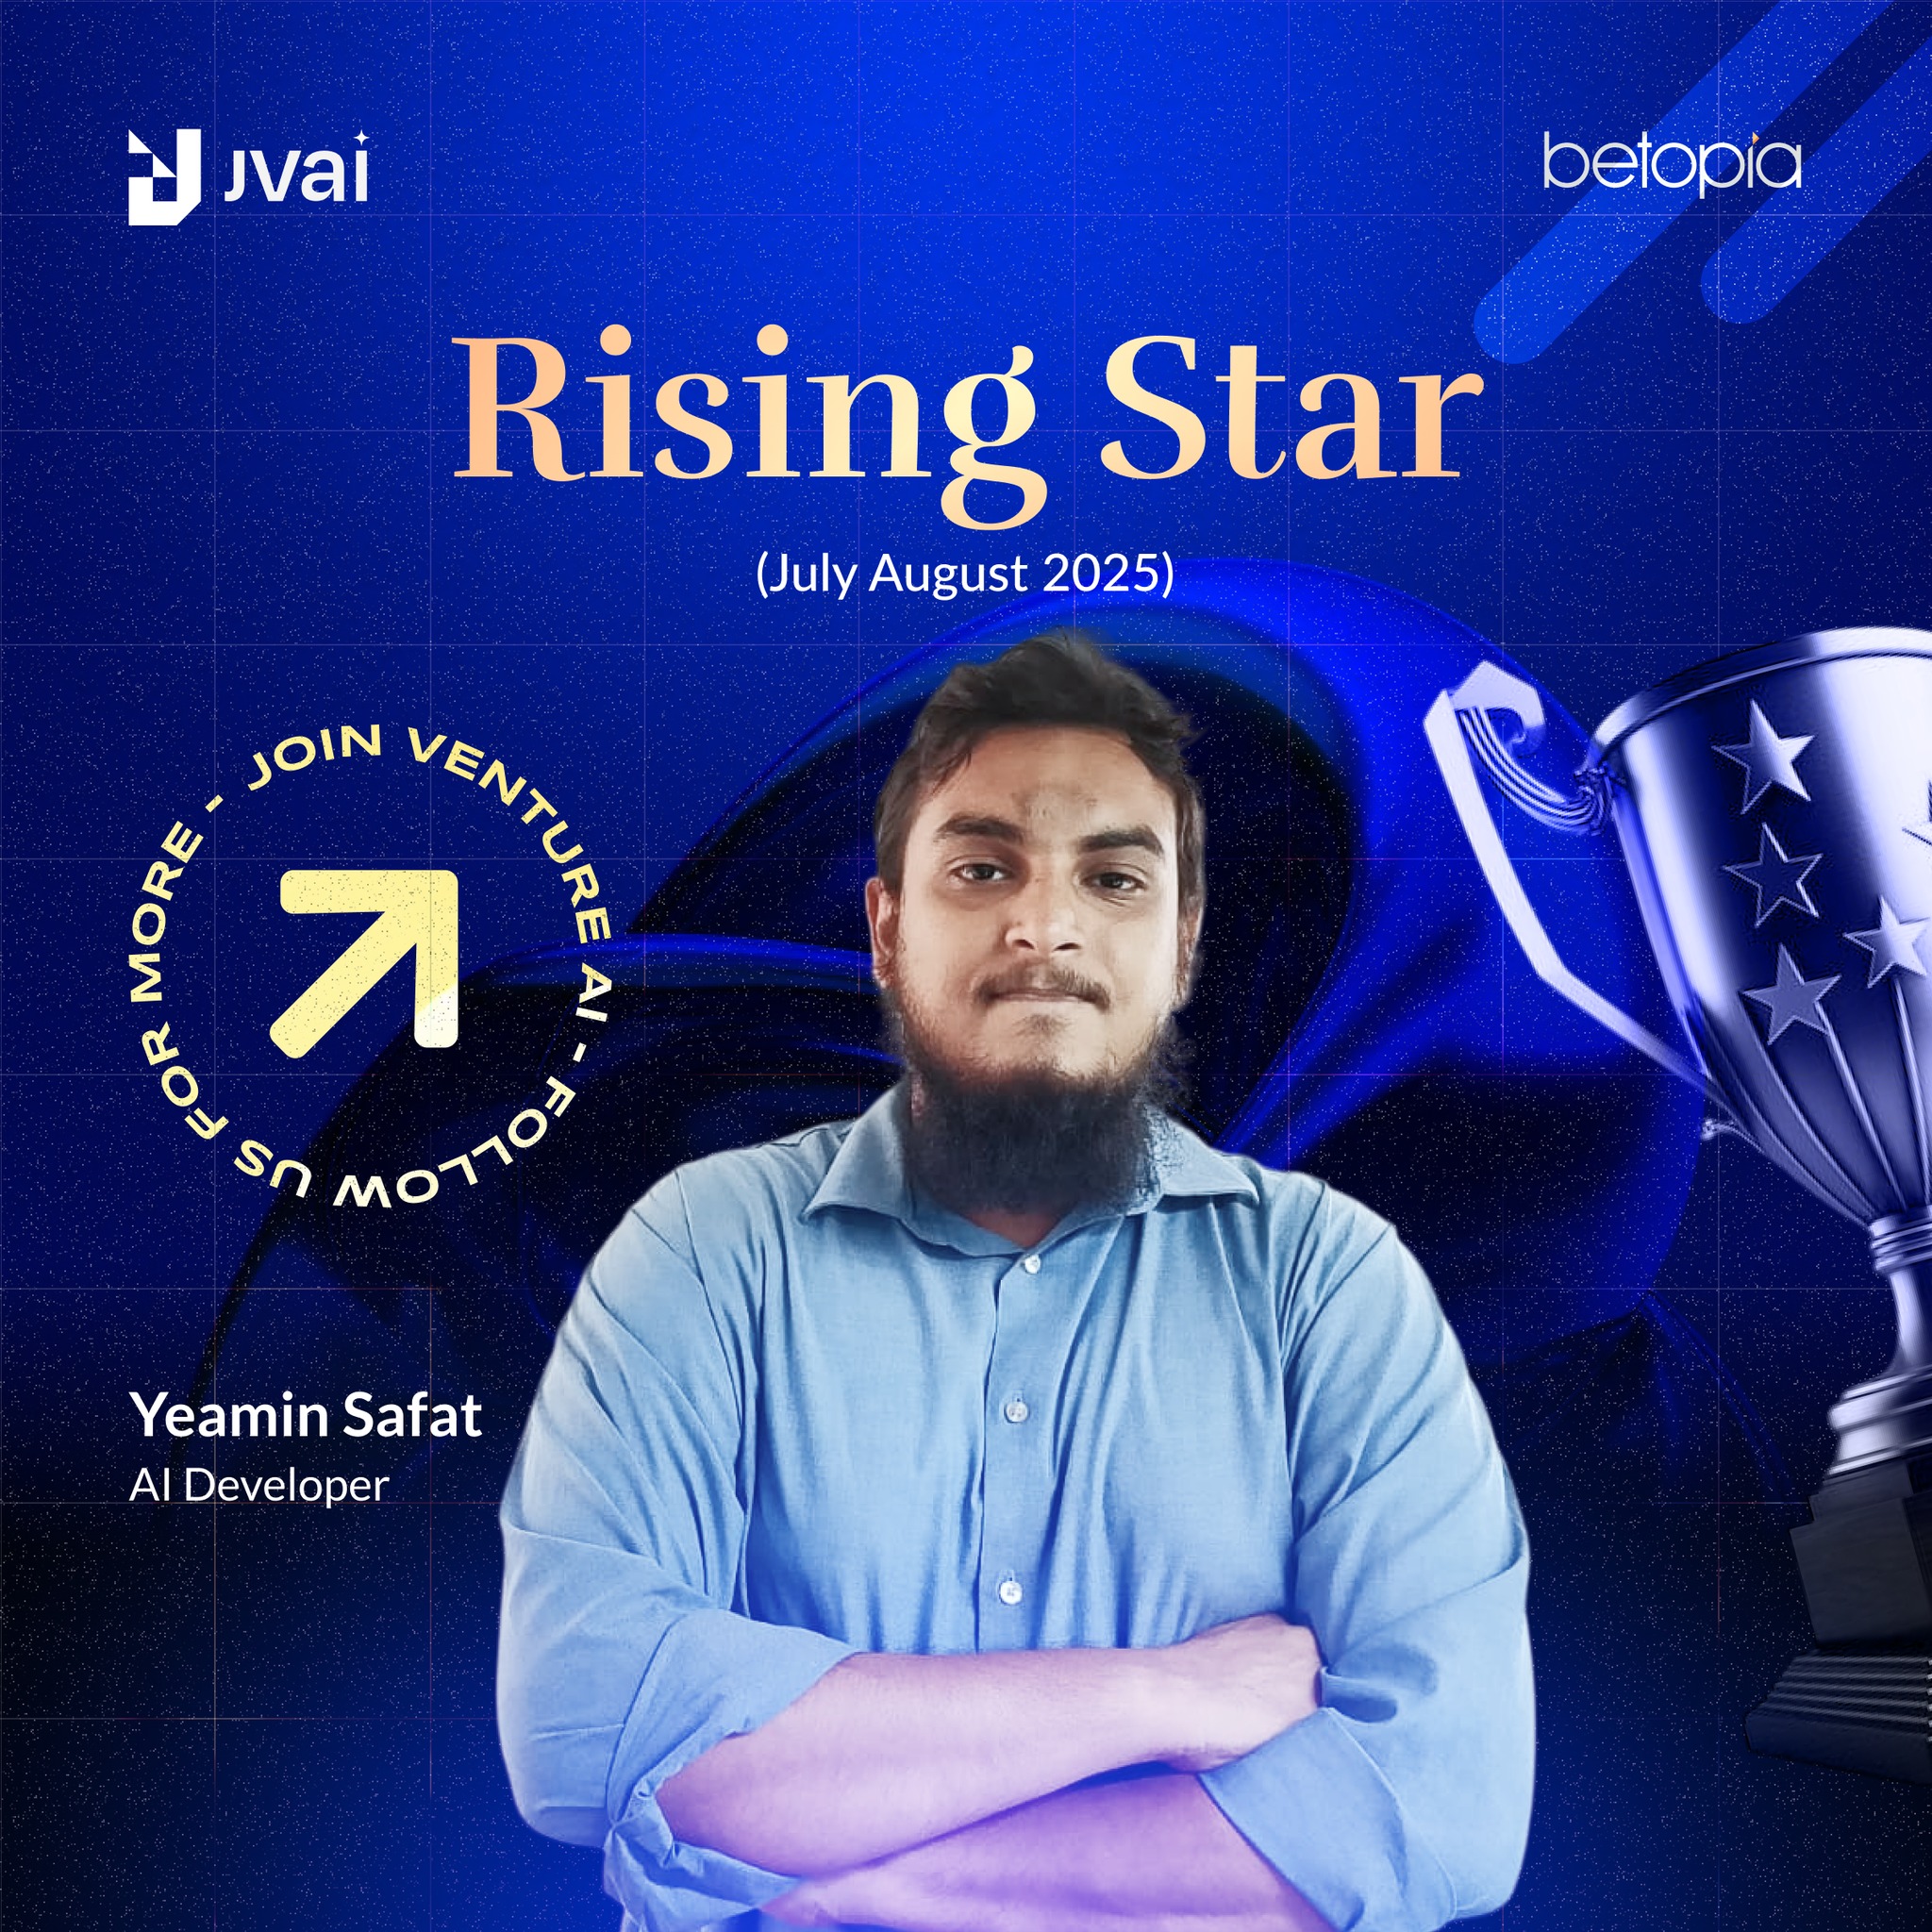 JVAI
betopia
Rising Star
(July August 2025)
JOIN VENTURE AI - FOLLOW US FOR MORE -
Yeamin Safat
AI Developer